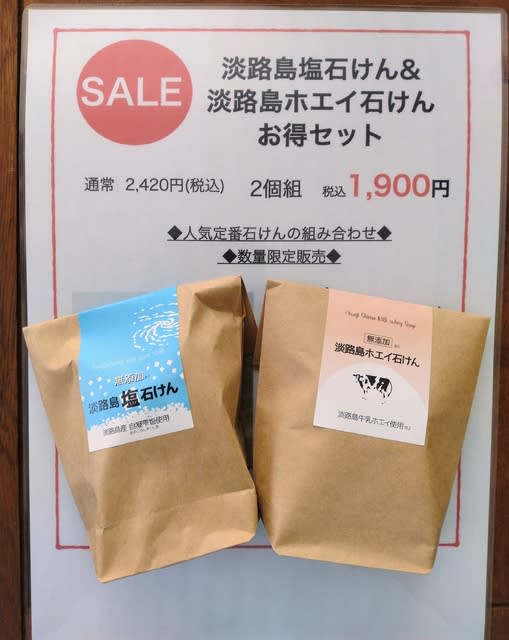 SALE
淡路島塩石けん&
淡路島ホエイ石けん
お得セット
通常 2,420円(税込) 2個組 税込1,900円
◆人気定番石けんの組み合わせ◆
◆数量限定販売◆
無添加
淡路島塩石けん
無添加
淡路島ホエイ石けん
淡路島牛乳ホエイ使用